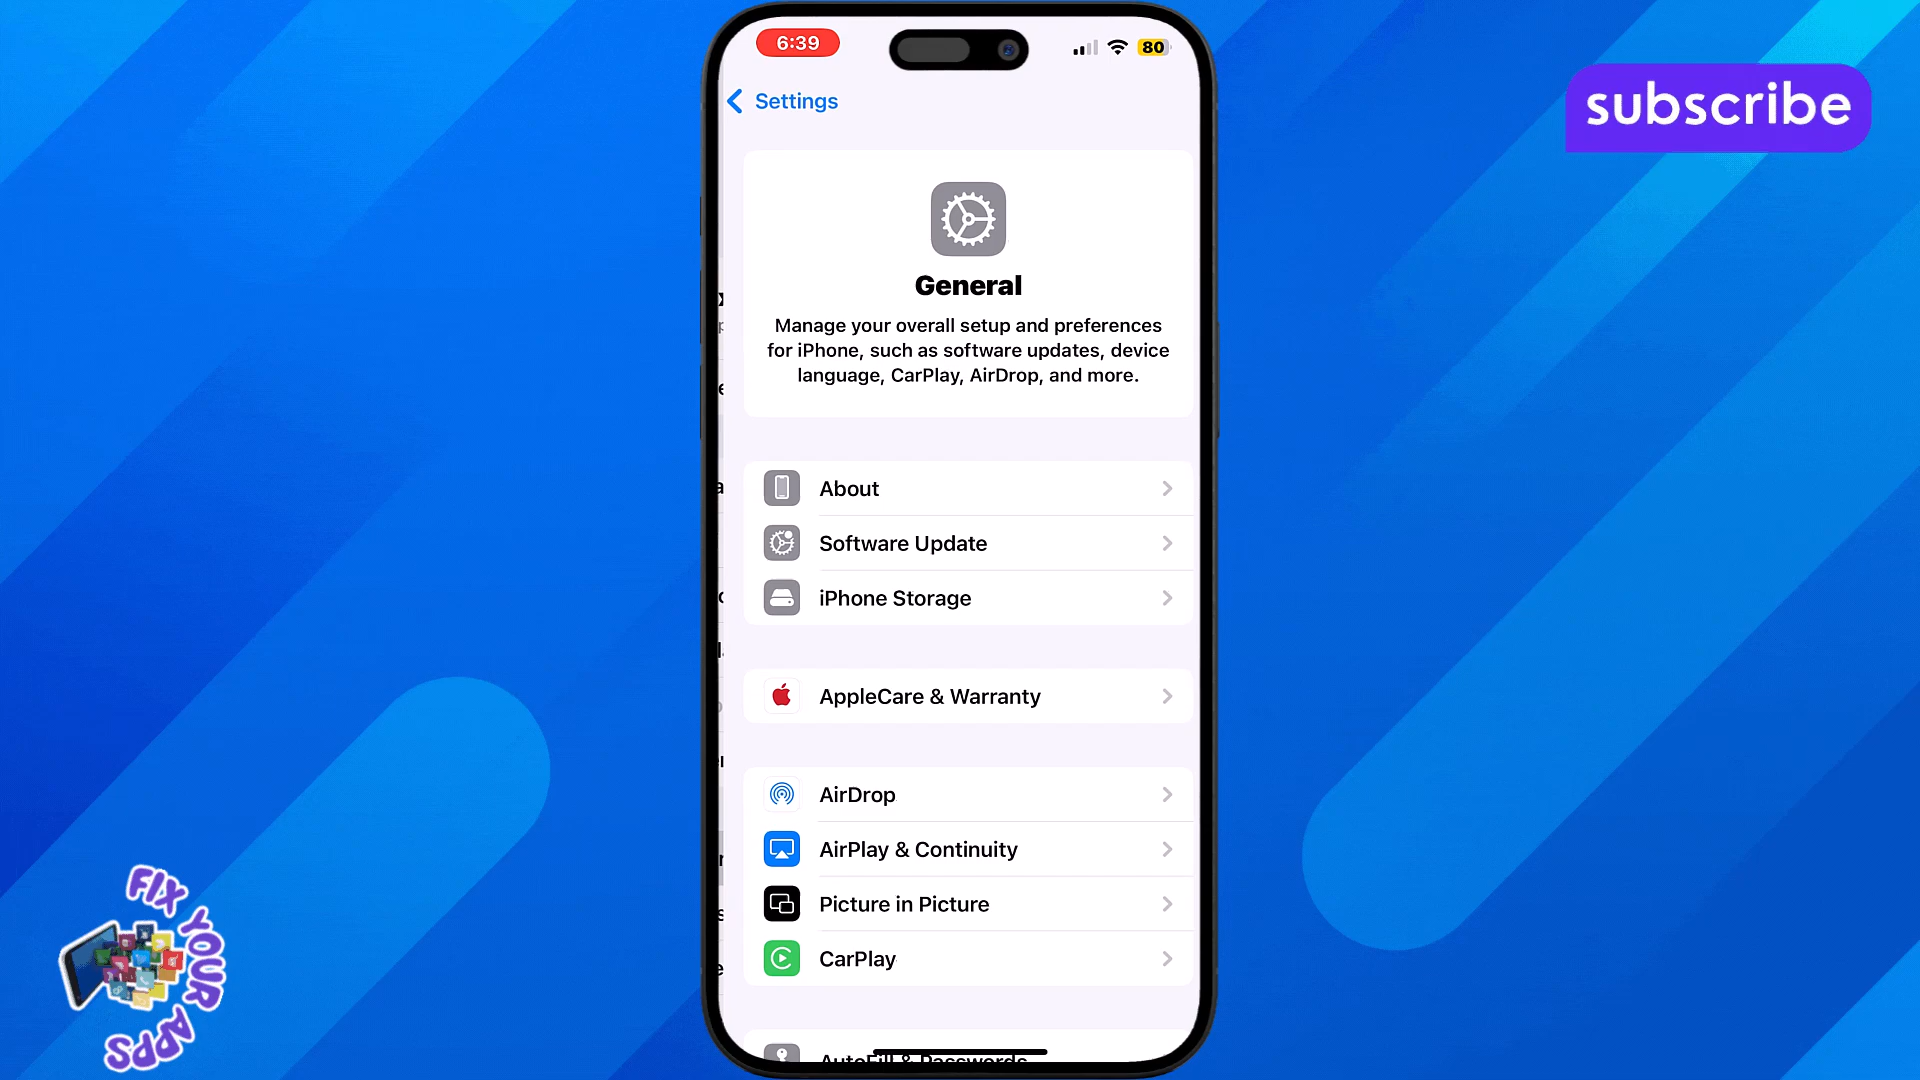 6:39
80
subscribe
Settings
General
Manage your overall setup and preferences
for iPhone, such as software updates, device
language, CarPlay, AirDrop, and more.
About
Software Update
iPhone Storage
AppleCare & Warranty
AirDrop
AirPlay & Continuity
Picture in Picture
CarPlay
AutoFill & Passwords
FIX YOUR APPS